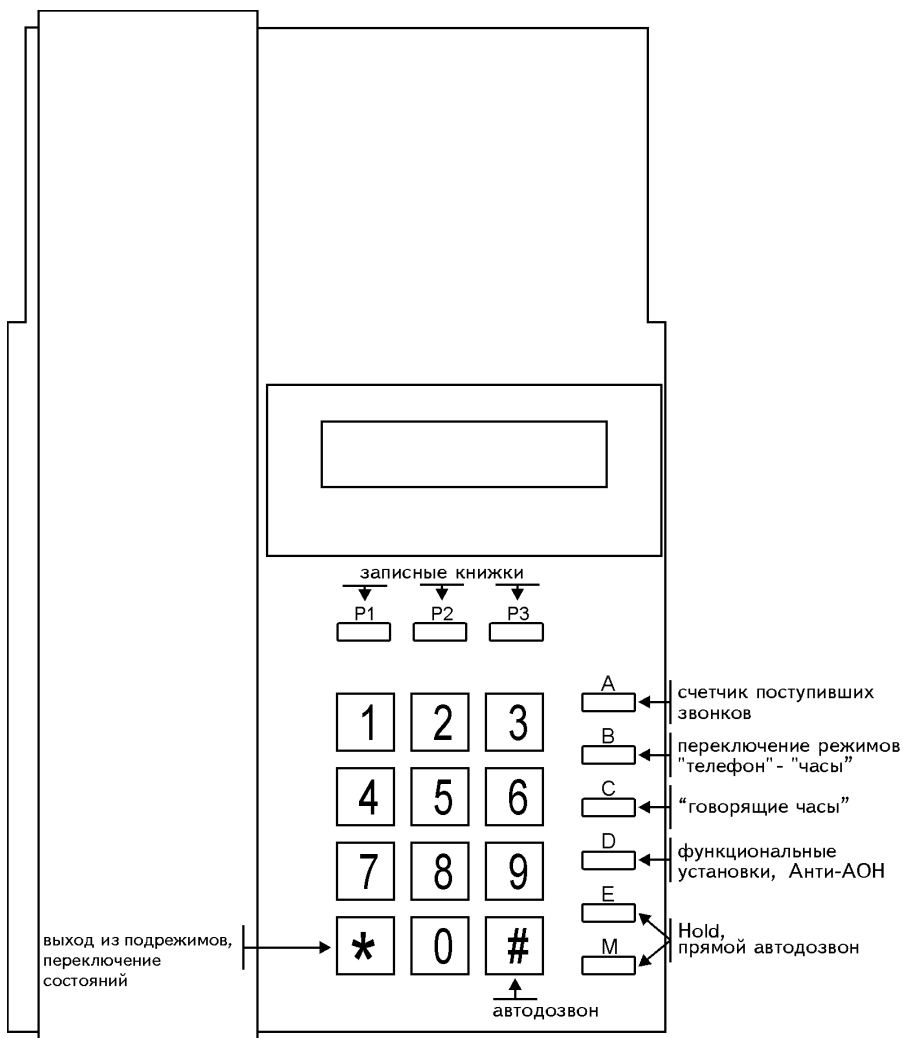 записные книжки
P1 P2 P3
A
счетчик поступивших
звонков
1 2 3
B
переключение режимов
"телефон" - "часы”
C
“говорящие часы”
4 5 6
D
функциональные
установки, Анти-АОН
7 8 9
E
Hold,
прямой автодозвон
M
выход из подрежимов,
переключение
состояний
* 0 #
автодозвон